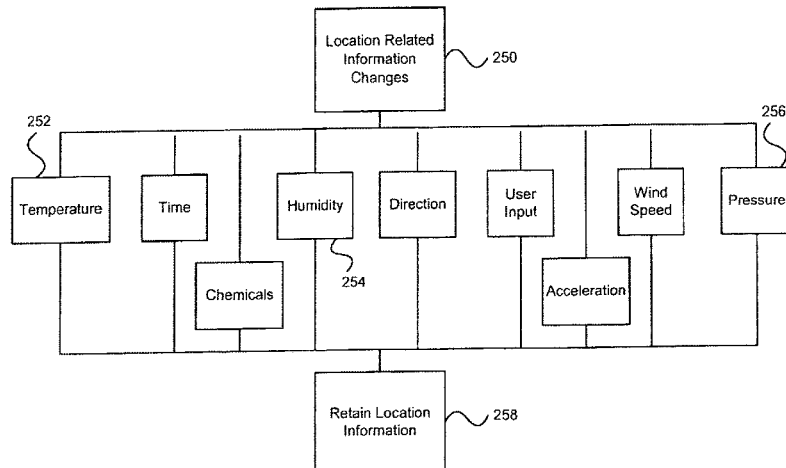 Location Related
Information
Changes
250
252
256
Temperature
Time
Humidity
Direction
User
Input
Wind
Speed
Pressure
254
Chemicals
Acceleration
Retain Location
Information
258